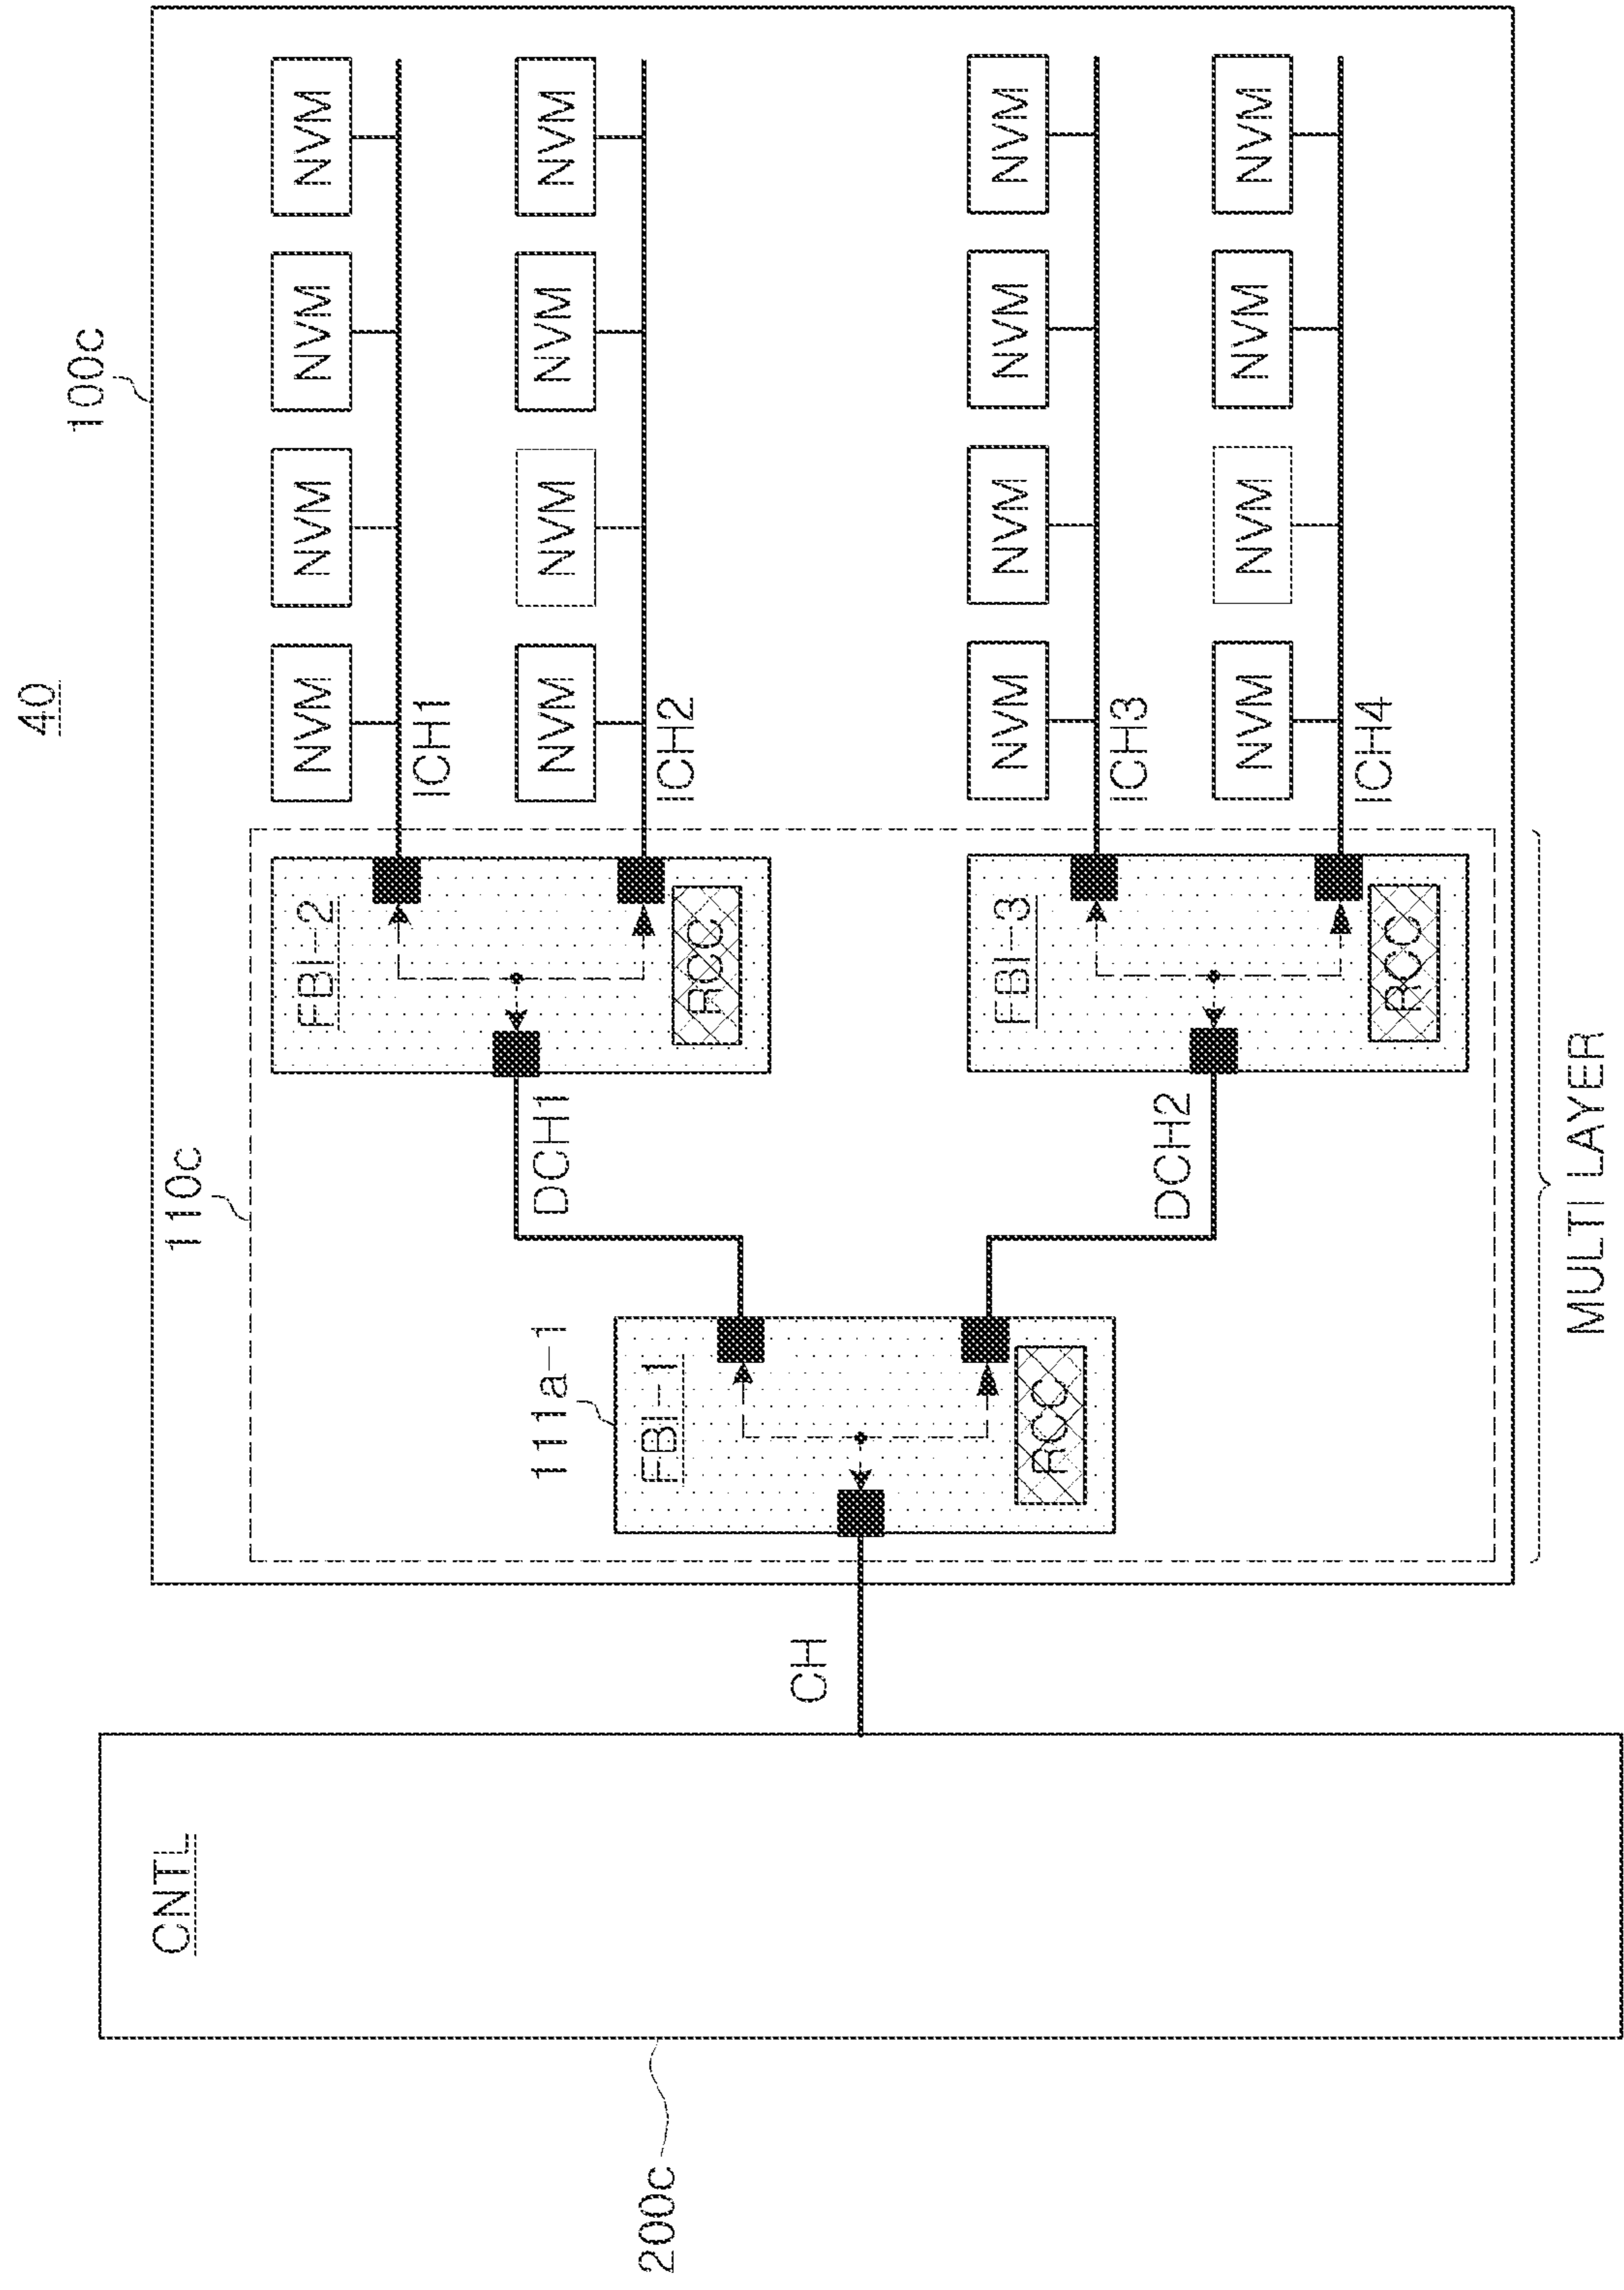 40
100c
110c
200c
CNTL
CH
111a-1
FBI-1
RCC
DCH1
DCH2
FBI-2
RCC
FBI-3
RCC
ICH1
NVM
NVM
NVM
NVM
ICH2
NVM
NVM
NVM
NVM
ICH3
NVM
NVM
NVM
NVM
ICH4
NVM
NVM
NVM
NVM
MULTI LAYER